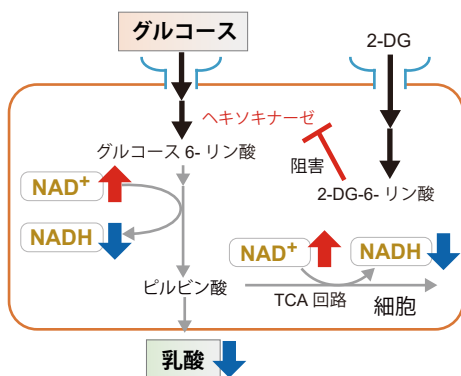 グルコース
2-DG
ヘキソキナーゼ
グルコース 6- リン酸
阻害
2-DG-6- リン酸
NAD+
NADH
NAD+
NADH
ピルビン酸
TCA 回路
細胞
乳酸